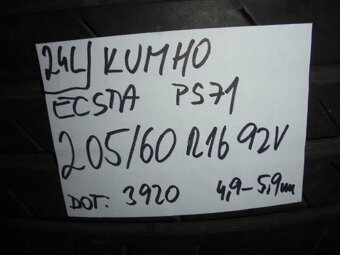 24L KUMHO
ECSTA PS71
205/60 R16 92V
DOT: 3920 4,9-5,9mm